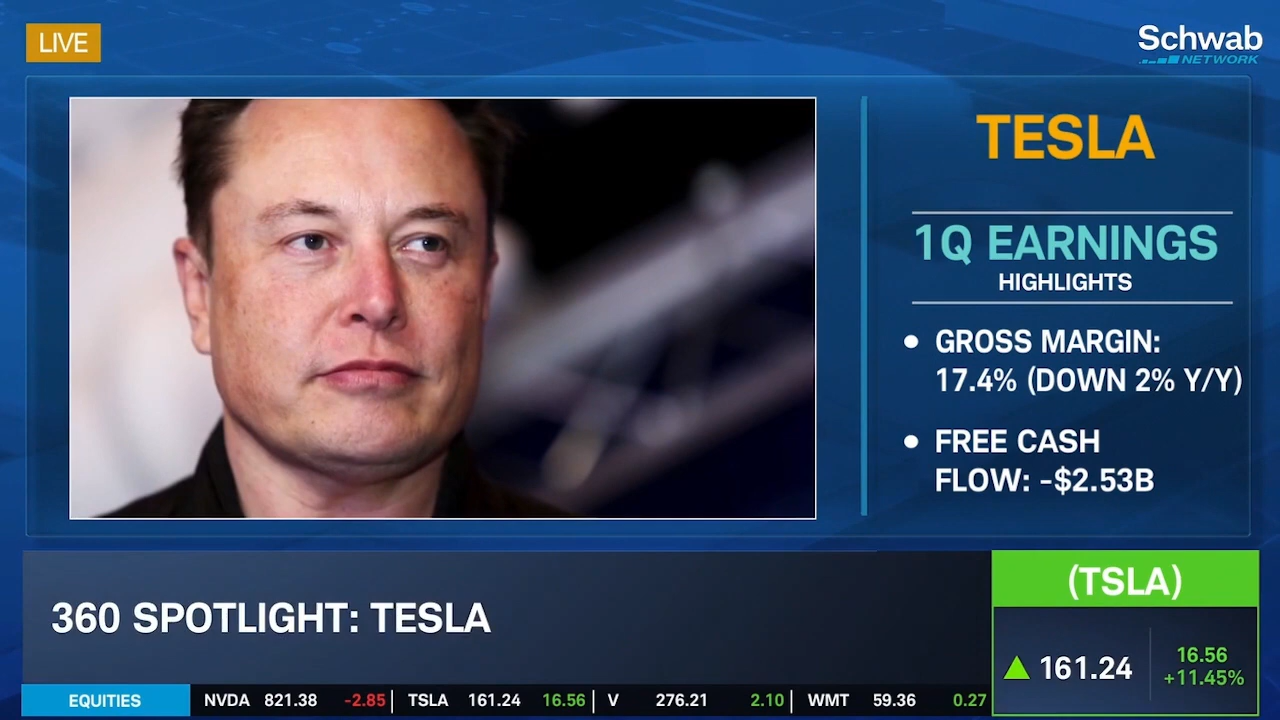 LIVE
Schwab
NETWORK
TESLA
1Q EARNINGS
HIGHLIGHTS
• GROSS MARGIN:
17.4% (DOWN 2% Y/Y)
• FREE CASH
FLOW: -$2.53B
360 SPOTLIGHT: TESLA
(TSLA)
▲ 161.24
16.56
+11.45%
EQUITIES NVDA 821.38 -2.85 | TSLA 161.24 16.56 | V 276.21 2.10 | WMT 59.36 0.27